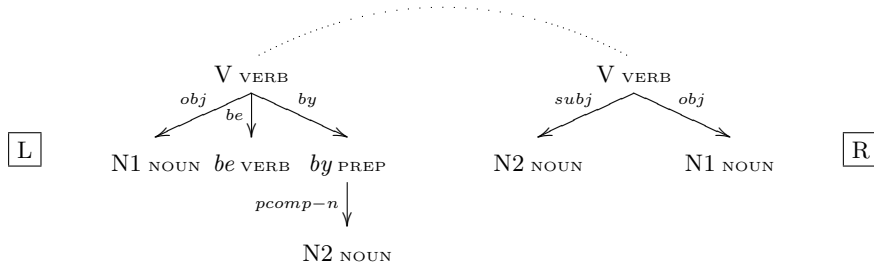 V VERB V VERB
obj be by subj obj
L N1 NOUN be VERB by PREP N2 NOUN N1 NOUN R
pcomp−n
N2 NOUN